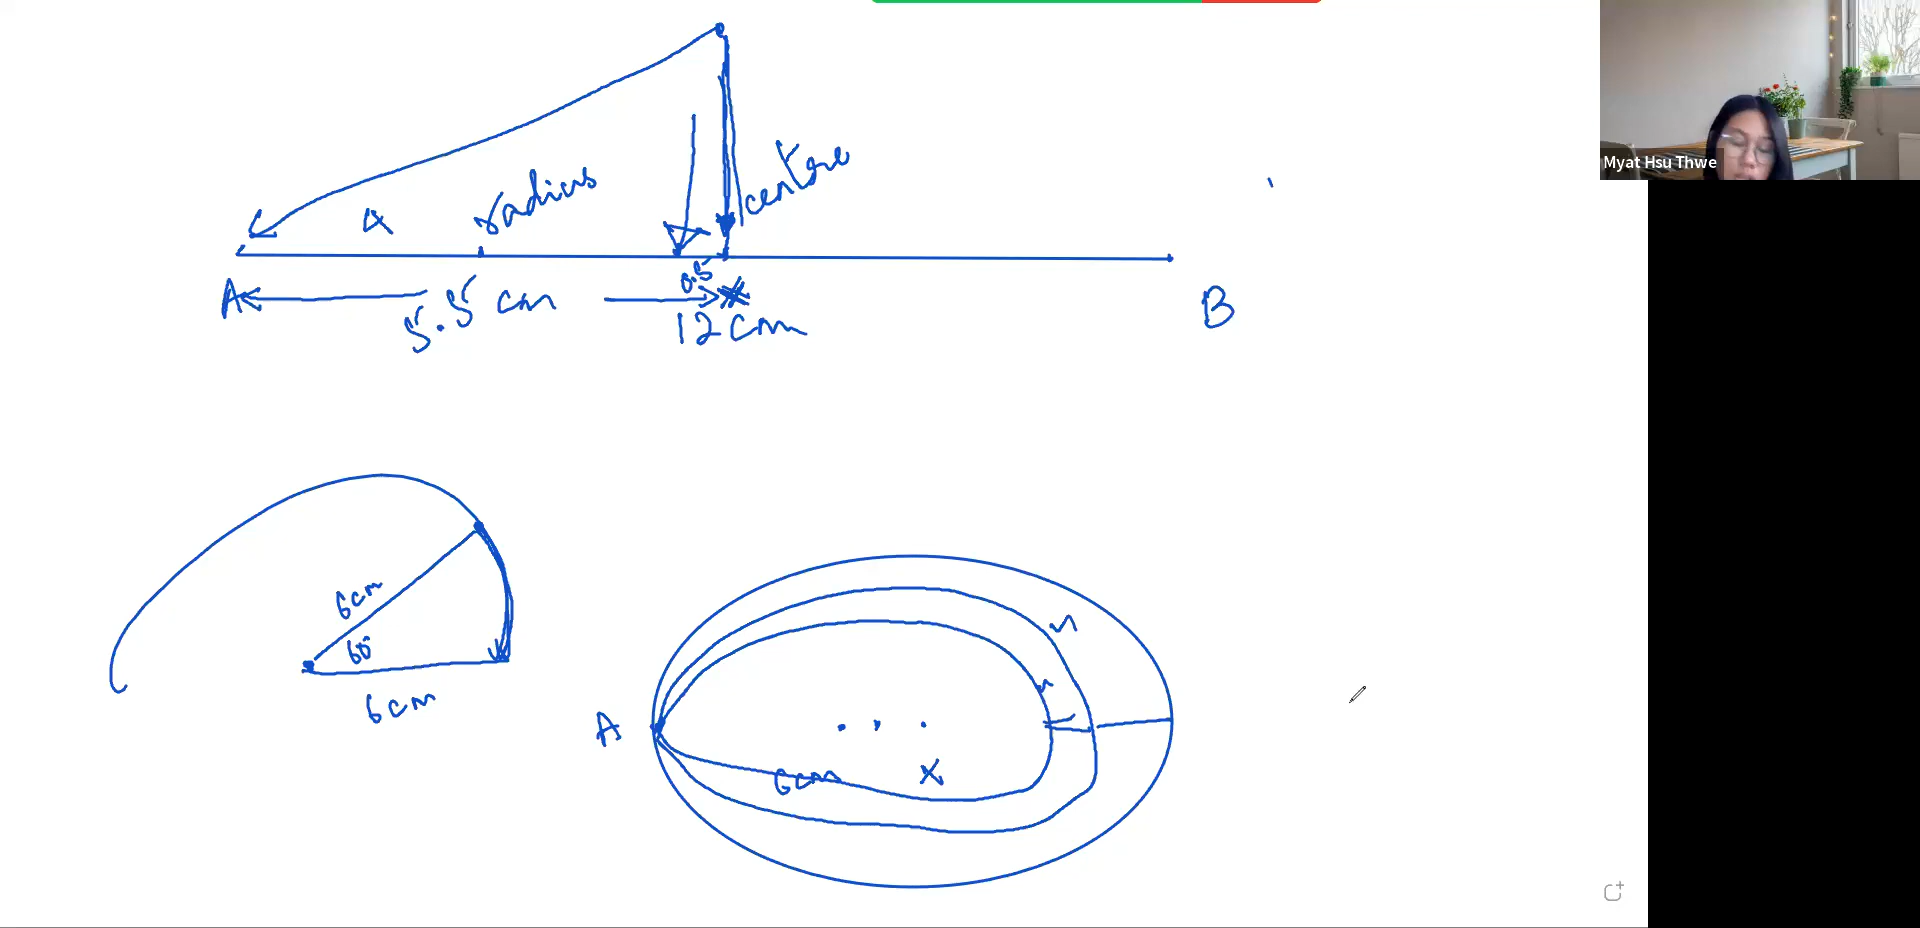 Myat Hsu Thwe
radius
centre
4
0.5
A
5.5 cm
12 cm
B
6cm
60°
6cm
A
6cm
X